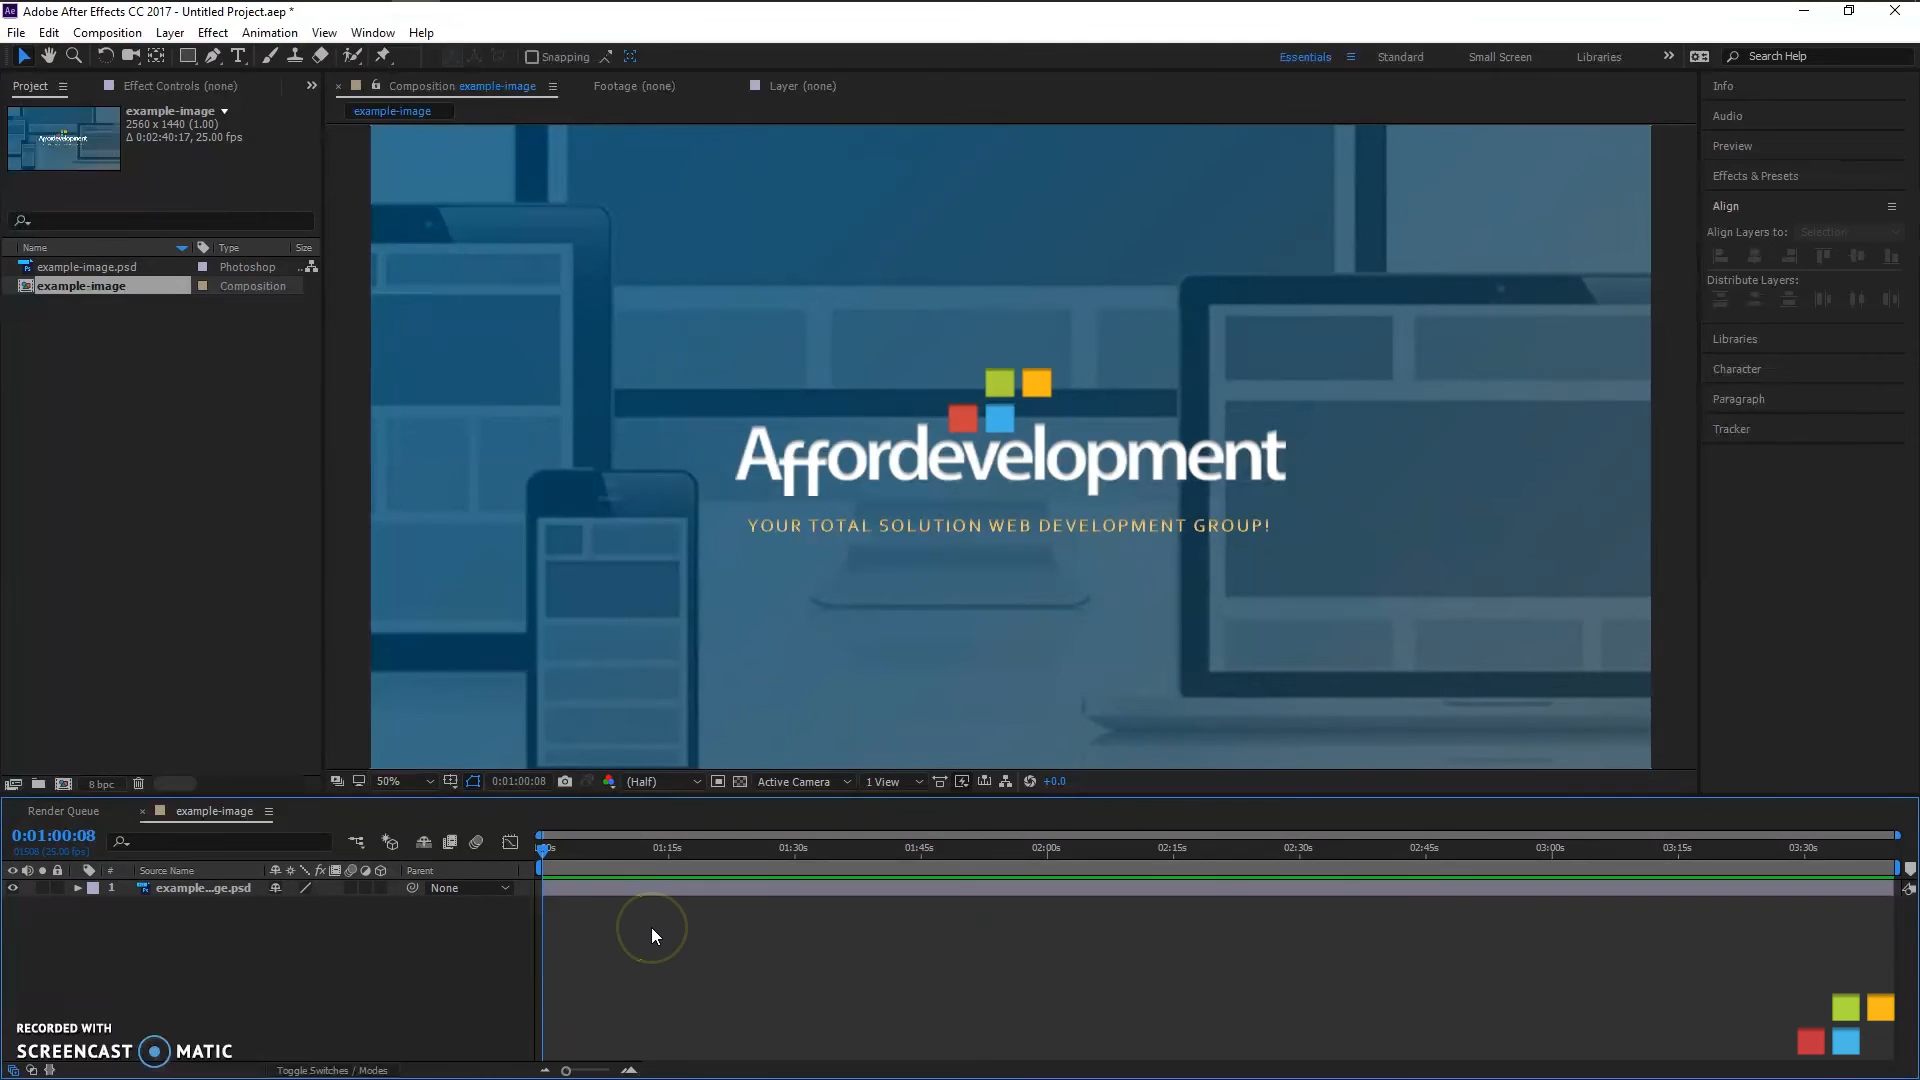 Adobe After Effects CC 2017 - Untitled Project.aep *
File Edit Composition Layer Effect Animation View Window Help
Snapping
Essentials Standard Small Screen Libraries Search Help
Project Effect Controls (none)
Composition example-image Footage (none) Layer (none)
example-image
example-image
2560 x 1440 (1.00)
Δ 0:02:40:17, 25.00 fps
Name Type Size
example-image.psd Photoshop
example-image Composition
Info
Audio
Preview
Effects & Presets
Align
Align Layers to: Selection
Distribute Layers:
Libraries
Character
Paragraph
Tracker
Affordevelopment
YOUR TOTAL SOLUTION WEB DEVELOPMENT GROUP!
8 bpc
50% 0:01:00:08 (Half) Active Camera 1 View +0.0
Render Queue example-image
0:01:00:08
01508 (25.00 fps)
01:15s 01:30s 01:45s 02:00s 02:15s 02:30s 02:45s 03:00s 03:15s 03:30s
# Source Name fx Parent
1 example...ge.psd None
RECORDED WITH
SCREENCAST MATIC
Toggle Switches / Modes